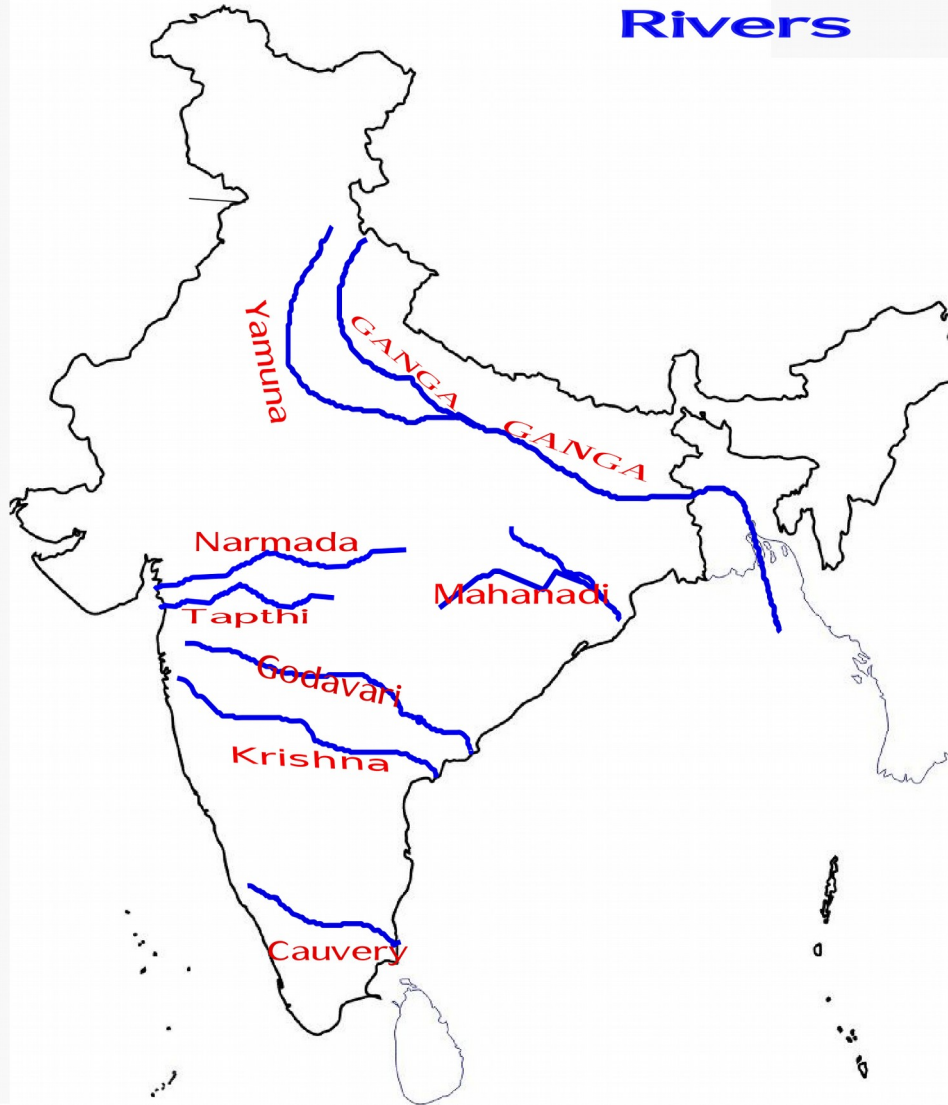 Rivers
Yamuna
GANGA
GANGA
Narmada
Mahanadi
Tapthi
Godavari
Krishna
Cauvery